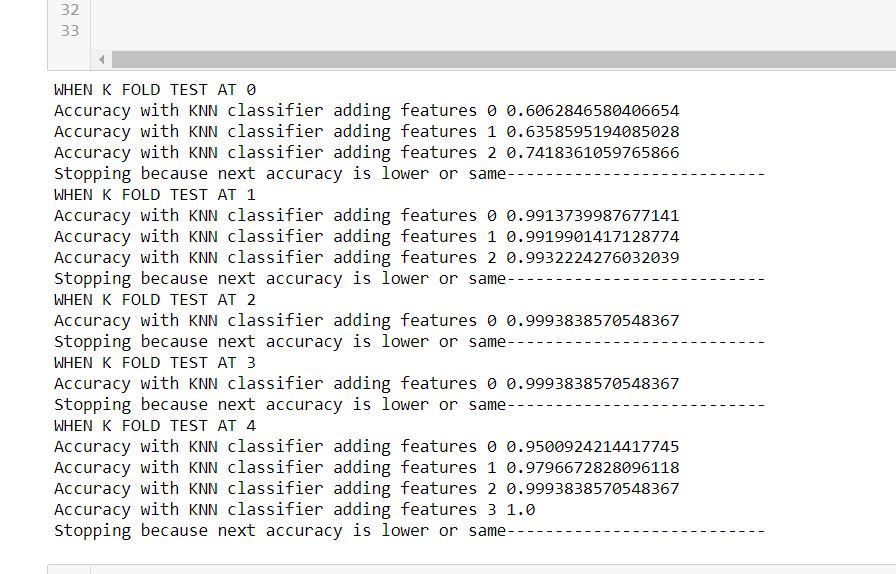 32
33
WHEN K FOLD TEST AT 0
Accuracy with KNN classifier adding features 0 0.6062846580406654
Accuracy with KNN classifier adding features 1 0.6358595194085028
Accuracy with KNN classifier adding features 2 0.7418361059765866
Stopping because next accuracy is lower or same---------------------------
WHEN K FOLD TEST AT 1
Accuracy with KNN classifier adding features 0 0.9913739987677141
Accuracy with KNN classifier adding features 1 0.9919901417128774
Accuracy with KNN classifier adding features 2 0.9932224276032039
Stopping because next accuracy is lower or same---------------------------
WHEN K FOLD TEST AT 2
Accuracy with KNN classifier adding features 0 0.9993838570548367
Stopping because next accuracy is lower or same---------------------------
WHEN K FOLD TEST AT 3
Accuracy with KNN classifier adding features 0 0.9993838570548367
Stopping because next accuracy is lower or same---------------------------
WHEN K FOLD TEST AT 4
Accuracy with KNN classifier adding features 0 0.9500924214417745
Accuracy with KNN classifier adding features 1 0.9796672828096118
Accuracy with KNN classifier adding features 2 0.9993838570548367
Accuracy with KNN classifier adding features 3 1.0
Stopping because next accuracy is lower or same---------------------------